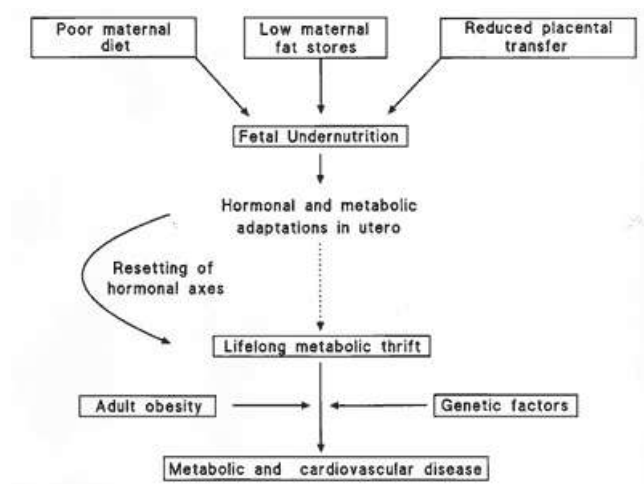 Poor maternal
diet
Low maternal
fat stores
Reduced placental
transfer
Fetal Undernutrition
Hormonal and metabolic
adaptations in utero
Resetting of
hormonal axes
Lifelong metabolic thrift
Adult obesity
Genetic factors
Metabolic and cardiovascular disease